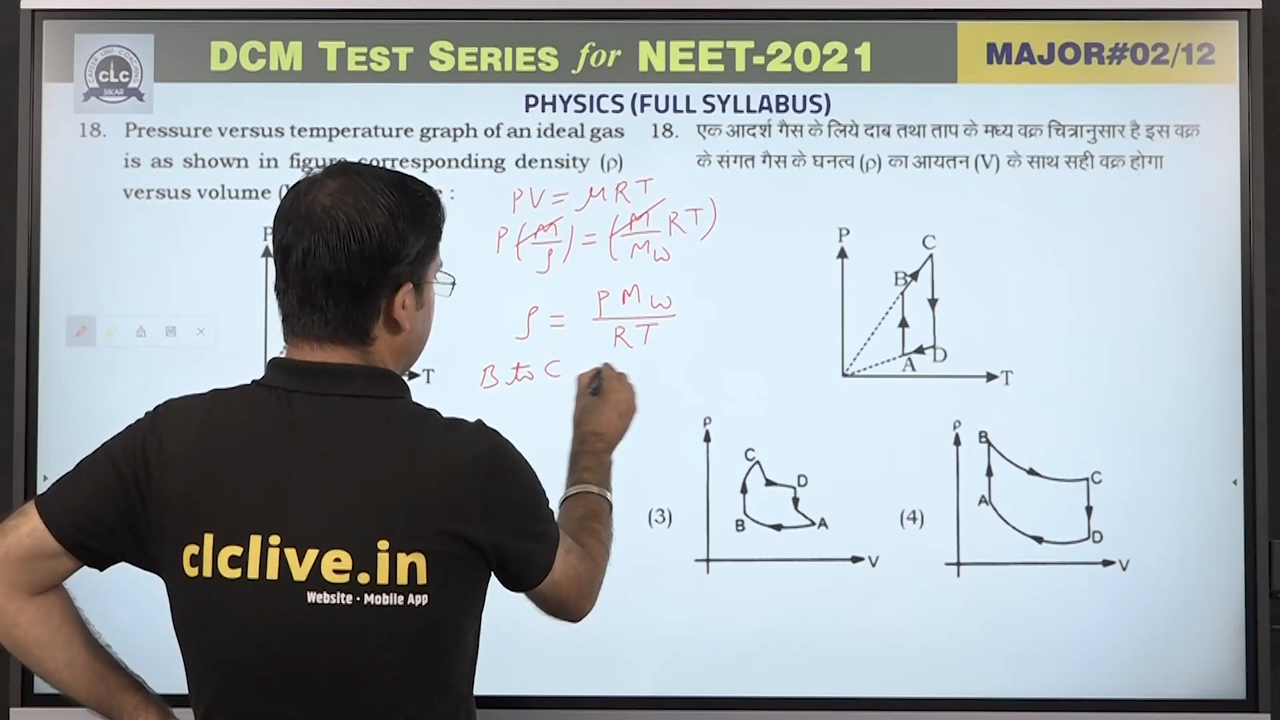 DCM TEST SERIES for NEET-2021
MAJOR#02/12
CLC
SIKAR
PHYSICS (FULL SYLLABUS)
18. Pressure versus temperature graph of an ideal gas
is as shown in figure corresponding density (ρ)
versus volume
:
18. एक आदर्श गैस के लिये दाब तथा ताप के मध्य वक्र चित्रानुसार है इस वक्र
के संगत गैस के घनत्व (ρ) का आयतन (V) के साथ सही वक्र होगा
PV = μRT
P(M/ρ) = (M/Mw RT)
ρ = PMw/RT
B to C
P
T
P
C
B
A
D
T
(3)
ρ
C
D
B
A
V
(4)
ρ
B
C
A
D
V
clclive.in
Website · Mobile App